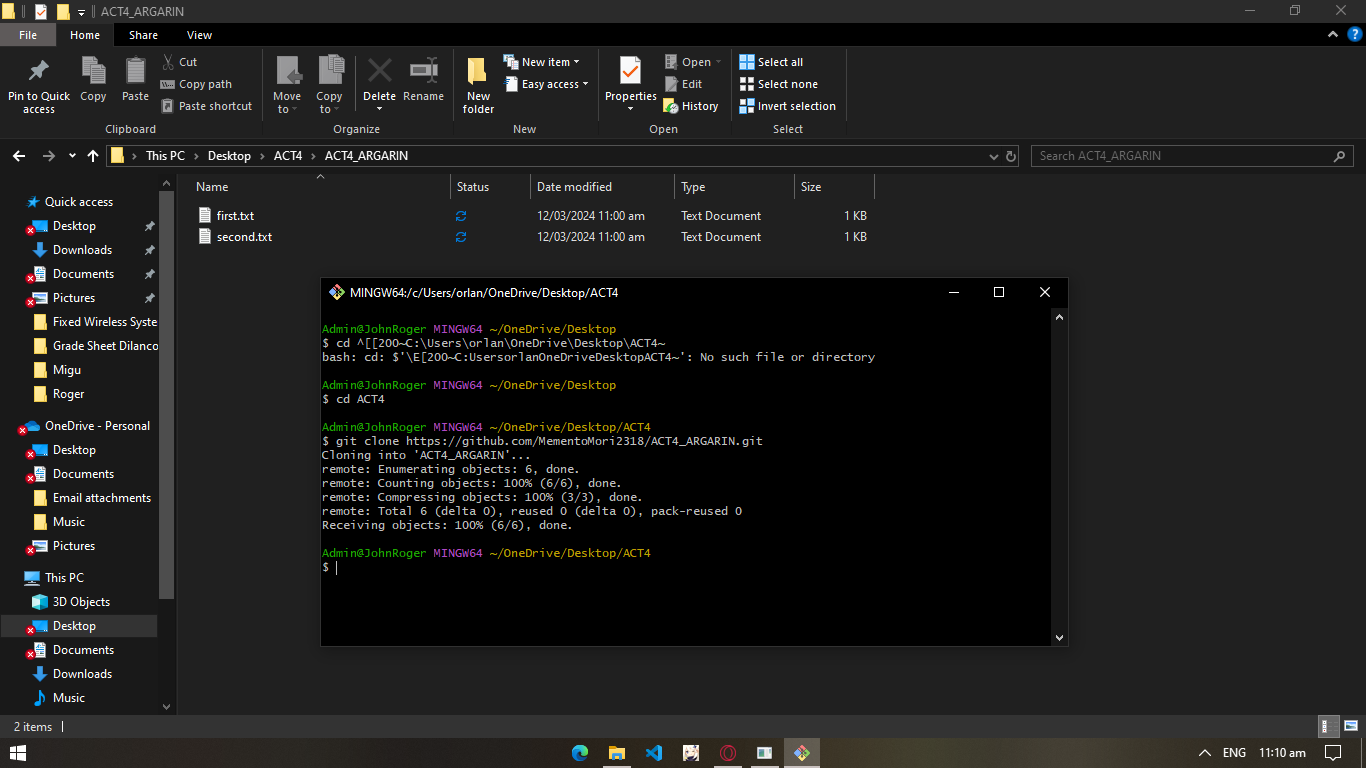 ACT4_ARGARIN
File Home Share View
Pin to Quick access
Copy
Paste
Cut
Copy path
Paste shortcut
Clipboard
Move to
Copy to
Delete
Rename
Organize
New folder
New item
Easy access
New
Properties
Open
Edit
History
Open
Select all
Select none
Invert selection
Select
This PC > Desktop > ACT4 > ACT4_ARGARIN
Search ACT4_ARGARIN
Quick access
Desktop
Downloads
Documents
Pictures
Fixed Wireless Syste
Grade Sheet Dilanco
Migu
Roger
OneDrive - Personal
Desktop
Documents
Email attachments
Music
Pictures
This PC
3D Objects
Desktop
Documents
Downloads
Music
Name Status Date modified Type Size
first.txt 12/03/2024 11:00 am Text Document 1 KB
second.txt 12/03/2024 11:00 am Text Document 1 KB
MINGW64:/c/Users/orlan/OneDrive/Desktop/ACT4
Admin@JohnRoger MINGW64 ~/OneDrive/Desktop
$ cd ^[[200~C:\Users\orlan\OneDrive\Desktop\ACT4~
bash: cd: $'\E[200~C:UsersorlanOneDriveDesktopACT4~': No such file or directory
Admin@JohnRoger MINGW64 ~/OneDrive/Desktop
$ cd ACT4
Admin@JohnRoger MINGW64 ~/OneDrive/Desktop/ACT4
$ git clone https://github.com/MementoMori2318/ACT4_ARGARIN.git
Cloning into 'ACT4_ARGARIN'...
remote: Enumerating objects: 6, done.
remote: Counting objects: 100% (6/6), done.
remote: Compressing objects: 100% (3/3), done.
remote: Total 6 (delta 0), reused 0 (delta 0), pack-reused 0
Receiving objects: 100% (6/6), done.
Admin@JohnRoger MINGW64 ~/OneDrive/Desktop/ACT4
$
2 items
ENG 11:10 am